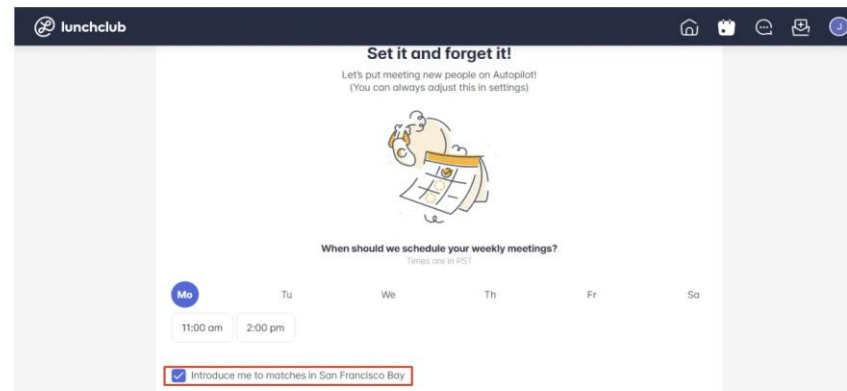 lunchclub
J
Set it and forget it!
Let's put meeting new people on Autopilot!
(You can always adjust this in settings)
When should we schedule your weekly meetings?
Times are in PST
Mo Tu We Th Fr Sa
11:00 am 2:00 pm
Introduce me to matches in San Francisco Bay